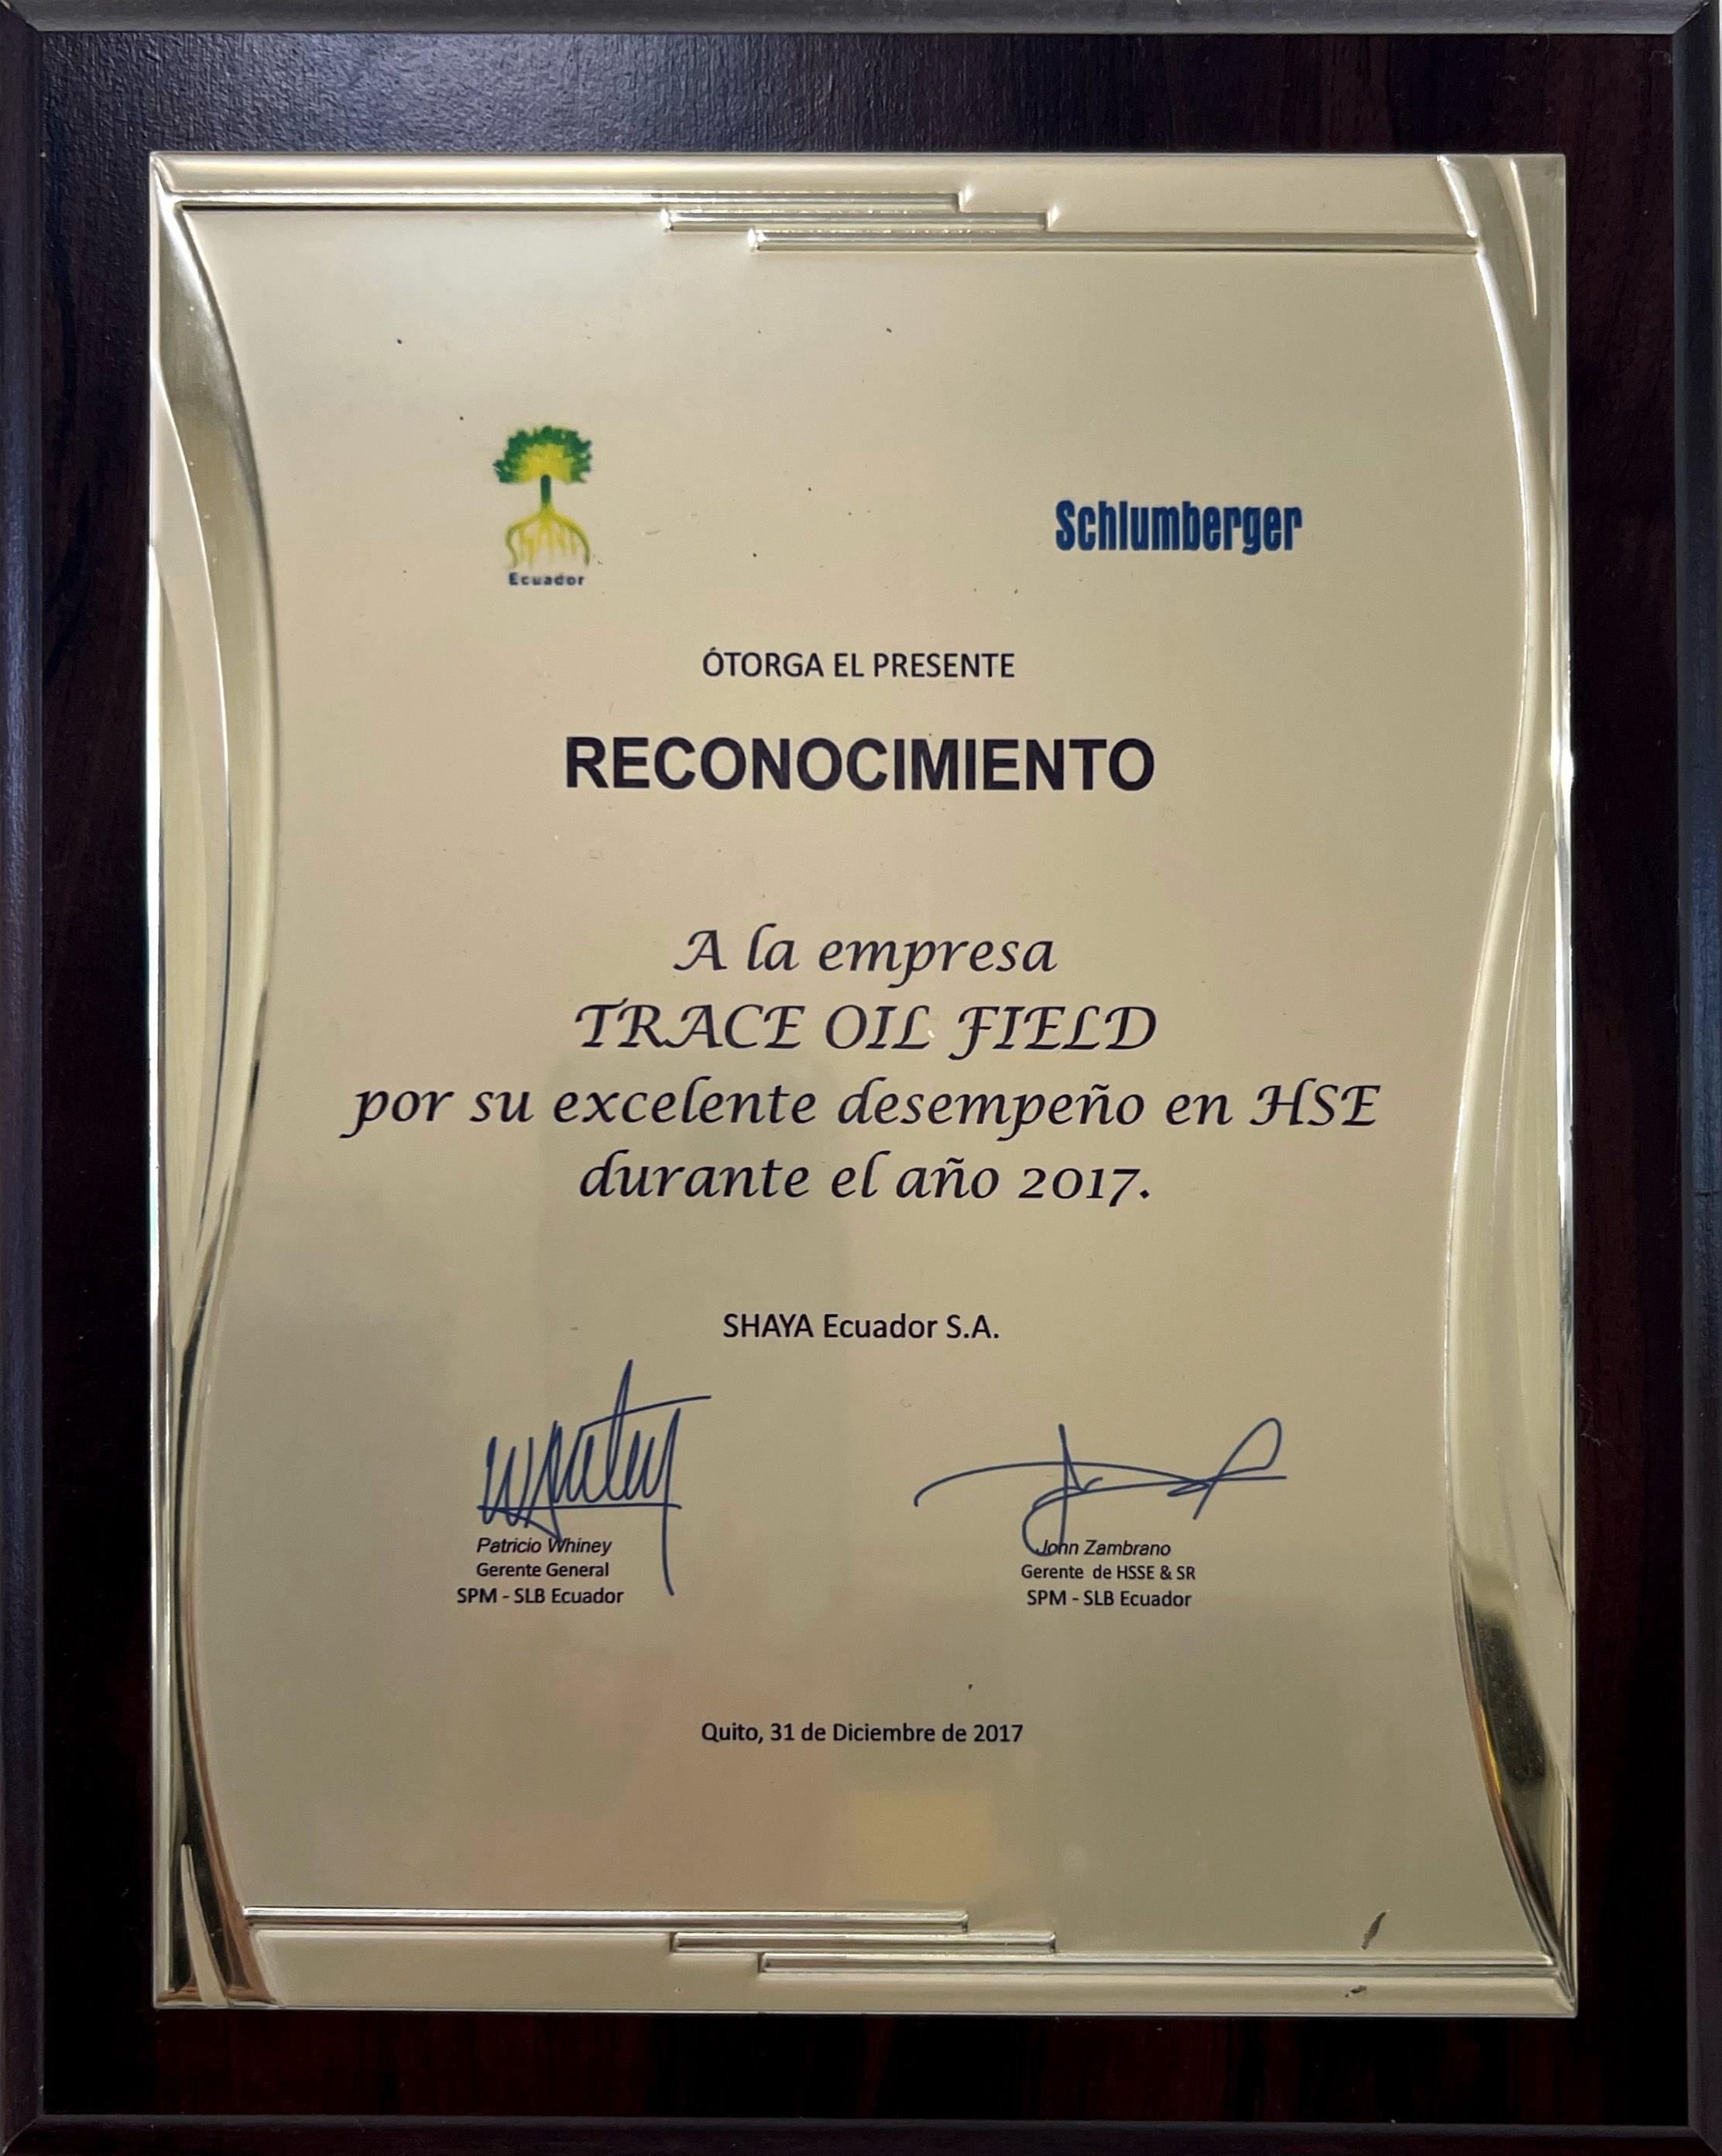 SHAYA
Ecuador
Schlumberger
ÓTORGA EL PRESENTE
RECONOCIMIENTO
A la empresa
TRACE OIL FIELD
por su excelente desempeño en HSE
durante el año 2017.
SHAYA Ecuador S.A.
Patricio Whiney
Gerente General
SPM - SLB Ecuador
John Zambrano
Gerente de HSSE & SR
SPM - SLB Ecuador
Quito, 31 de Diciembre de 2017